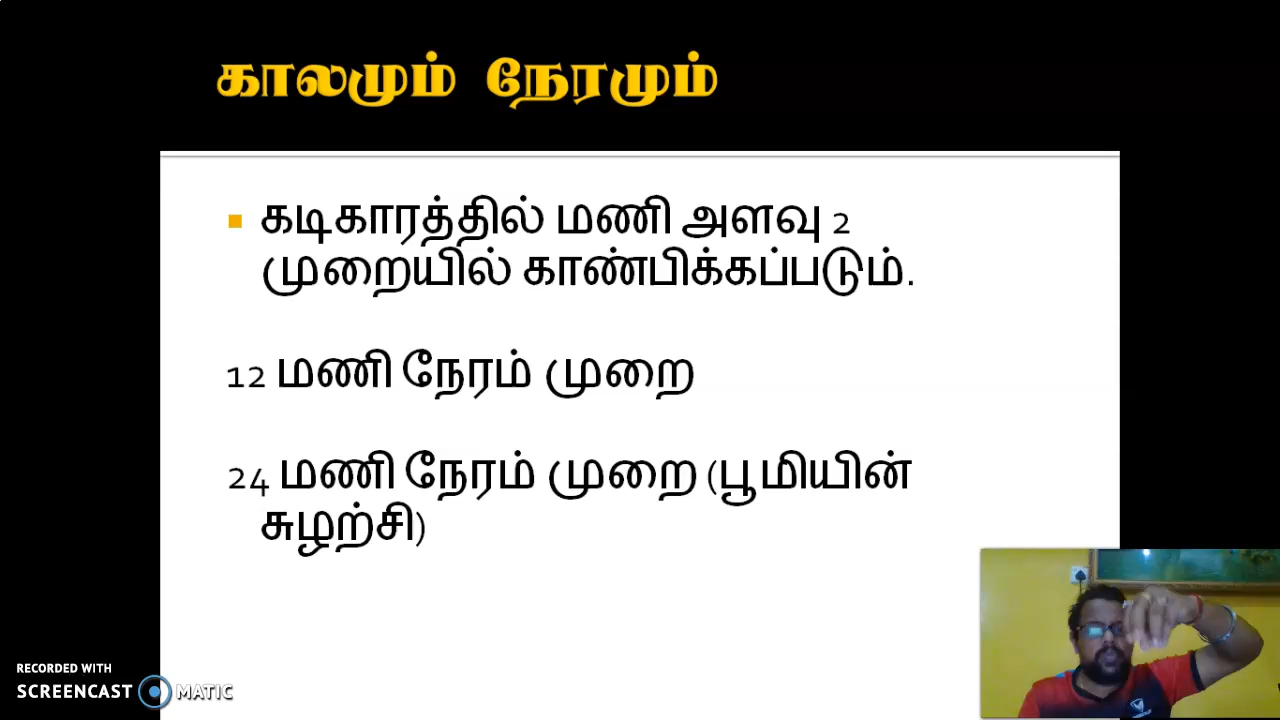 காலமும் நேரமும்
கடிகாரத்தில் மணி அளவு 2
முறையில் காண்பிக்கப்படும்.
12 மணி நேரம் முறை
24 மணி நேரம் முறை (பூமியின்
சுழற்சி)
RECORDED WITH
SCREENCAST MATIC